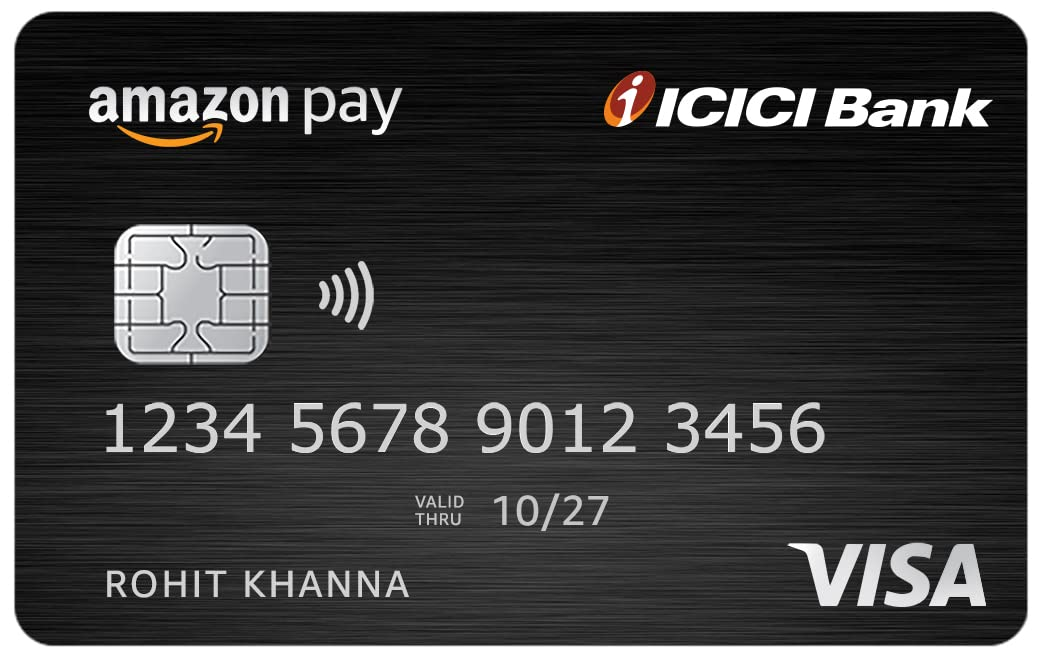 amazon pay
ICICI Bank
1234 5678 9012 3456
VALID THRU 10/27
ROHIT KHANNA
VISA